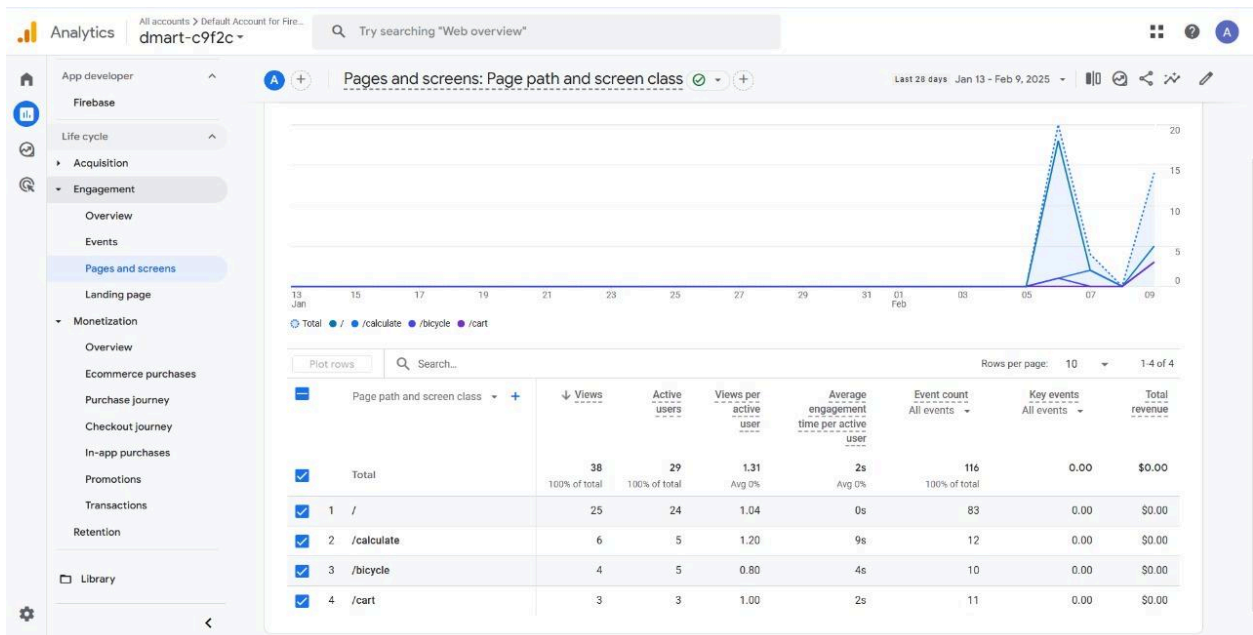 Analytics
All accounts > Default Account for Fire...
dmart-c9f2c
Try searching "Web overview"
A
App developer
Firebase
Life cycle
Acquisition
Engagement
Overview
Events
Pages and screens
Landing page
Monetization
Overview
Ecommerce purchases
Purchase journey
Checkout journey
In-app purchases
Promotions
Transactions
Retention
Library
A
Pages and screens: Page path and screen class
Last 28 days Jan 13 - Feb 9, 2025
20
15
10
5
0
13 15 17 19 21 23 25 27 29 31 01 03 05 07 09
Jan Feb
Total / /calculate /bicycle /cart
Plot rows Search... Rows per page: 10 1-4 of 4
Page path and screen class + Views Active users Views per active user Average engagement time per active user Event count All events Key events All events Total revenue
Total 38 29 1.31 2s 116 0.00 $0.00
100% of total 100% of total Avg 0% Avg 0% 100% of total
1 / 25 24 1.04 0s 83 0.00 $0.00
2 /calculate 6 5 1.20 9s 12 0.00 $0.00
3 /bicycle 4 5 0.80 4s 10 0.00 $0.00
4 /cart 3 3 1.00 2s 11 0.00 $0.00